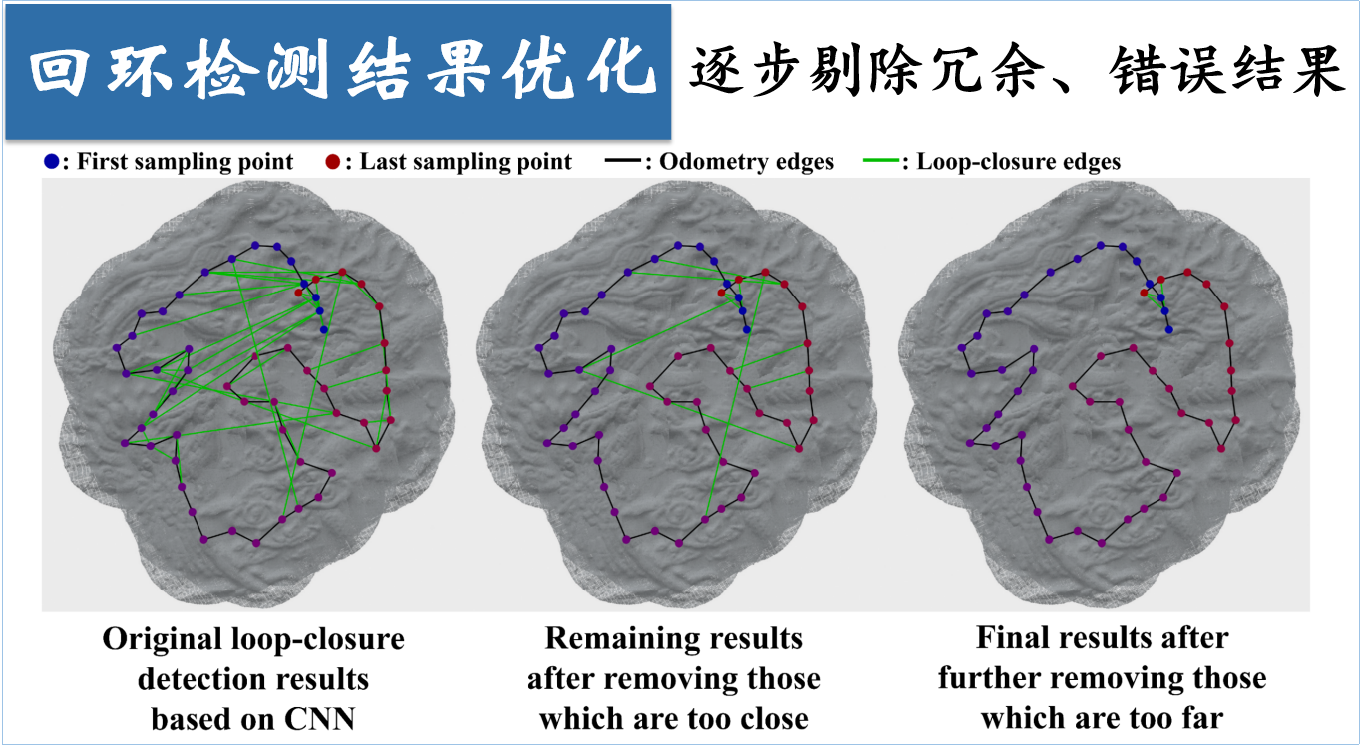 回环检测结果优化 逐步剔除冗余、错误结果
: First sampling point : Last sampling point : Odometry edges : Loop-closure edges
Original loop-closure
detection results
based on CNN
Remaining results
after removing those
which are too close
Final results after
further removing those
which are too far